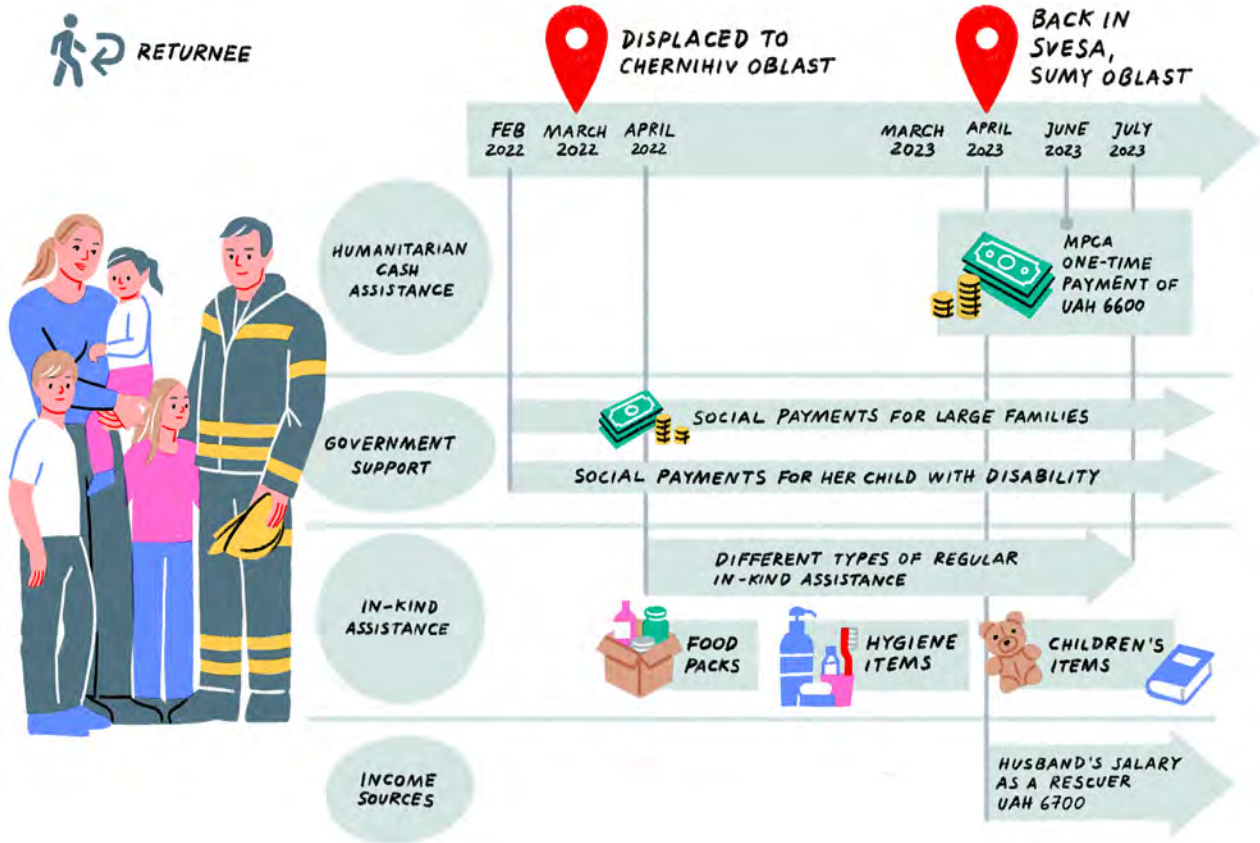 RETURNEE
DISPLACED TO
CHERNIHIV OBLAST
BACK IN
SVESA,
SUMY OBLAST
FEB
2022
MARCH
2022
APRIL
2022
MARCH
2023
APRIL
2023
JUNE
2023
JULY
2023
HUMANITARIAN
CASH
ASSISTANCE
MPCA
ONE-TIME
PAYMENT OF
UAH 6600
GOVERNMENT
SUPPORT
SOCIAL PAYMENTS FOR LARGE FAMILIES
SOCIAL PAYMENTS FOR HER CHILD WITH DISABILITY
IN-KIND
ASSISTANCE
DIFFERENT TYPES OF REGULAR
IN-KIND ASSISTANCE
FOOD
PACKS
HYGIENE
ITEMS
CHILDREN'S
ITEMS
INCOME
SOURCES
HUSBAND'S SALARY
AS A RESCUER
UAH 6700